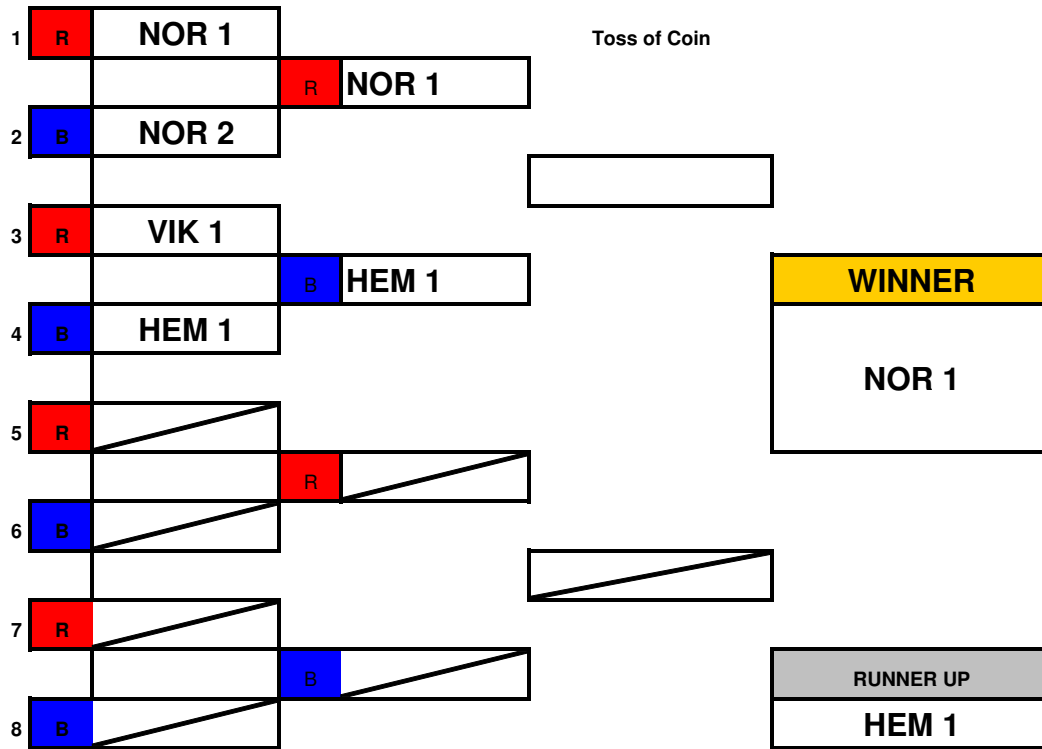 1 R NOR 1 Toss of Coin
R NOR 1
2 B NOR 2
3 R VIK 1
B HEM 1 WINNER
4 B HEM 1
NOR 1
5 R
R
6 B
7 R
B RUNNER UP
8 B HEM 1